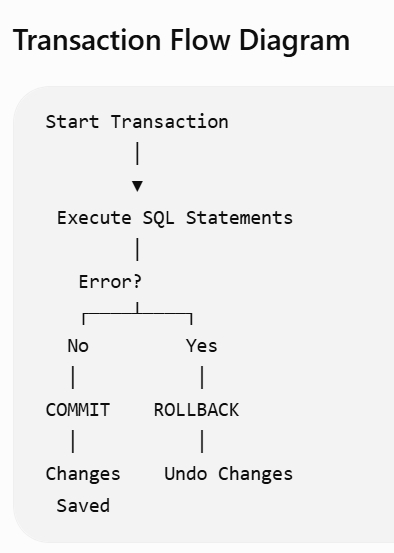 Transaction Flow Diagram
Start Transaction
Execute SQL Statements
Error?
No Yes
COMMIT ROLLBACK
Changes Undo Changes
Saved